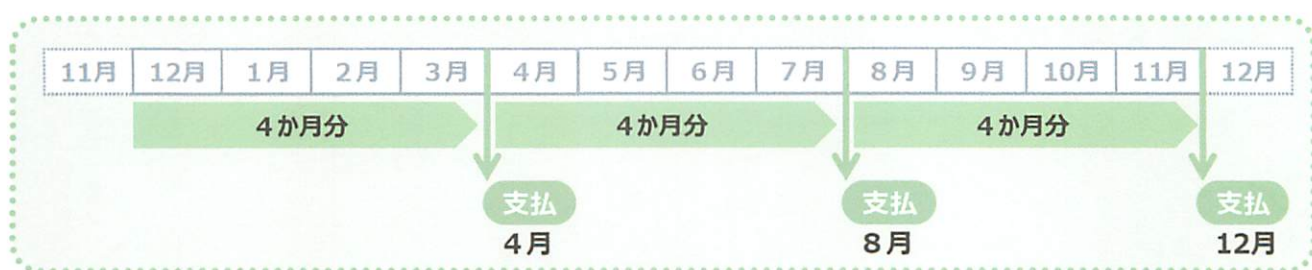 11月 12月 1月 2月 3月 4月 5月 6月 7月 8月 9月 10月 11月 12月
4か月分 4か月分 4か月分
支払 支払 支払
4月 8月 12月